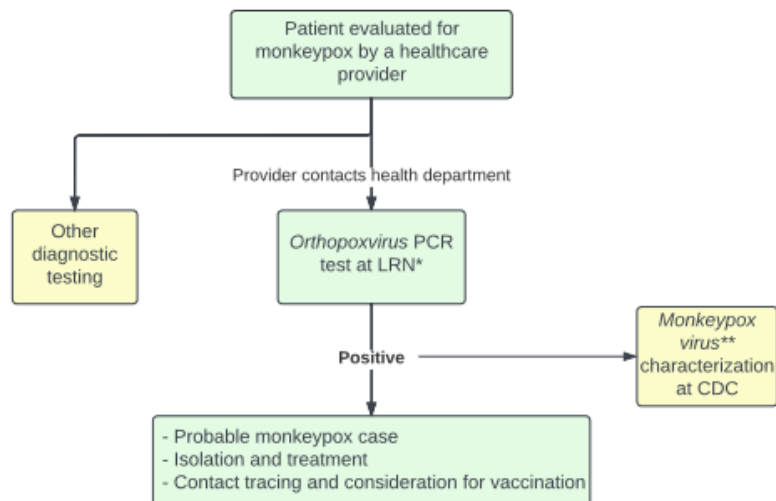 Patient evaluated for
monkeypox by a healthcare
provider
Provider contacts health department
Other
diagnostic
testing
Orthopoxvirus PCR
test at LRN*
Positive
Monkeypox
virus**
characterization
at CDC
- Probable monkeypox case
- Isolation and treatment
- Contact tracing and consideration for vaccination